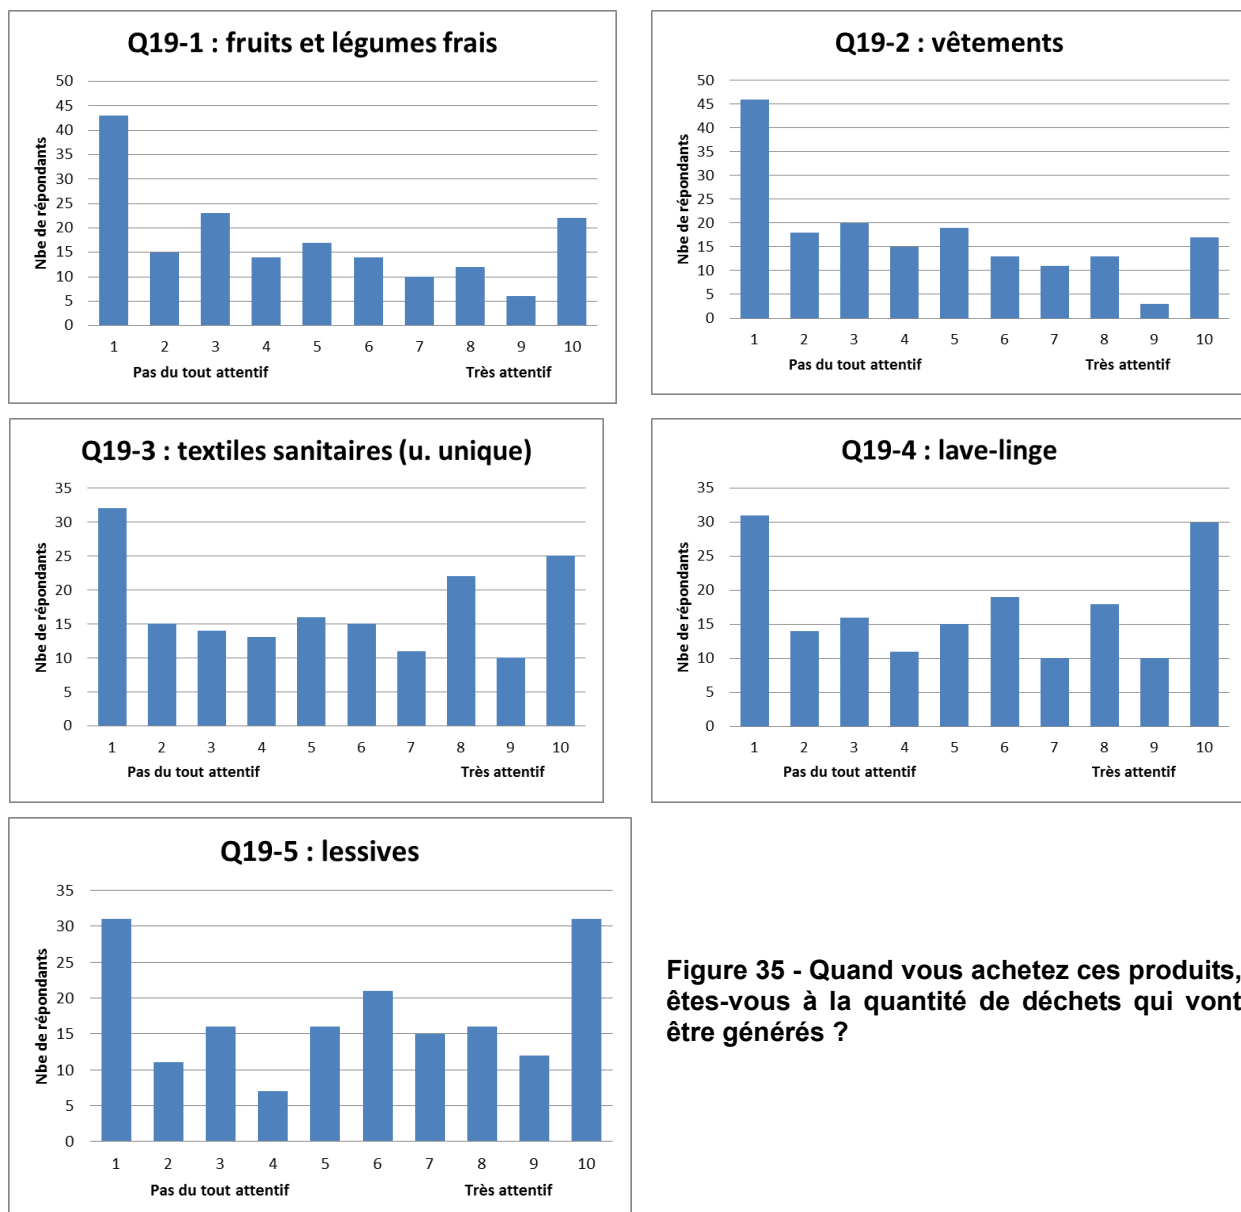 Q19-1 : fruits et légumes frais
Nbe de répondants
50
45
40
35
30
25
20
15
10
5
0
1 2 3 4 5 6 7 8 9 10
Pas du tout attentif Très attentif
Q19-2 : vêtements
Nbe de répondants
50
45
40
35
30
25
20
15
10
5
0
1 2 3 4 5 6 7 8 9 10
Pas du tout attentif Très attentif
Q19-3 : textiles sanitaires (u. unique)
Nbe de répondants
35
30
25
20
15
10
5
0
1 2 3 4 5 6 7 8 9 10
Pas du tout attentif Très attentif
Q19-4 : lave-linge
Nbe de répondants
35
30
25
20
15
10
5
0
1 2 3 4 5 6 7 8 9 10
Pas du tout attentif Très attentif
Q19-5 : lessives
Nbe de répondants
35
30
25
20
15
10
5
0
1 2 3 4 5 6 7 8 9 10
Pas du tout attentif Très attentif
Figure 35 - Quand vous achetez ces produits,
êtes-vous à la quantité de déchets qui vont
être générés ?